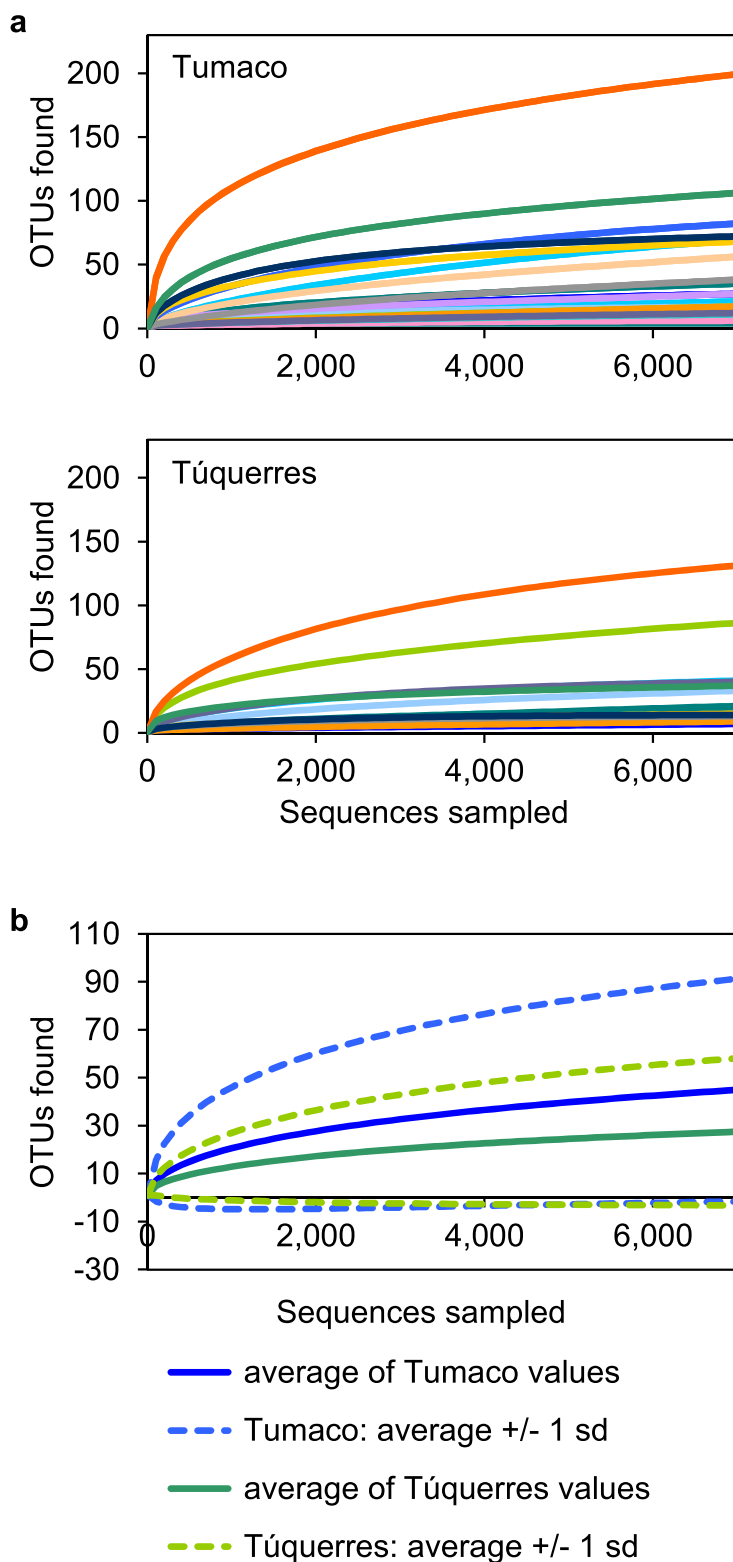 a
Tumaco
OTUs found
200
150
100
50
0
0 2,000 4,000 6,000
Túquerres
OTUs found
200
150
100
50
0
0 2,000 4,000 6,000
Sequences sampled
b
OTUs found
110
90
70
50
30
10
-10
-30
0 2,000 4,000 6,000
Sequences sampled
average of Tumaco values
Tumaco: average +/- 1 sd
average of Túquerres values
Túquerres: average +/- 1 sd